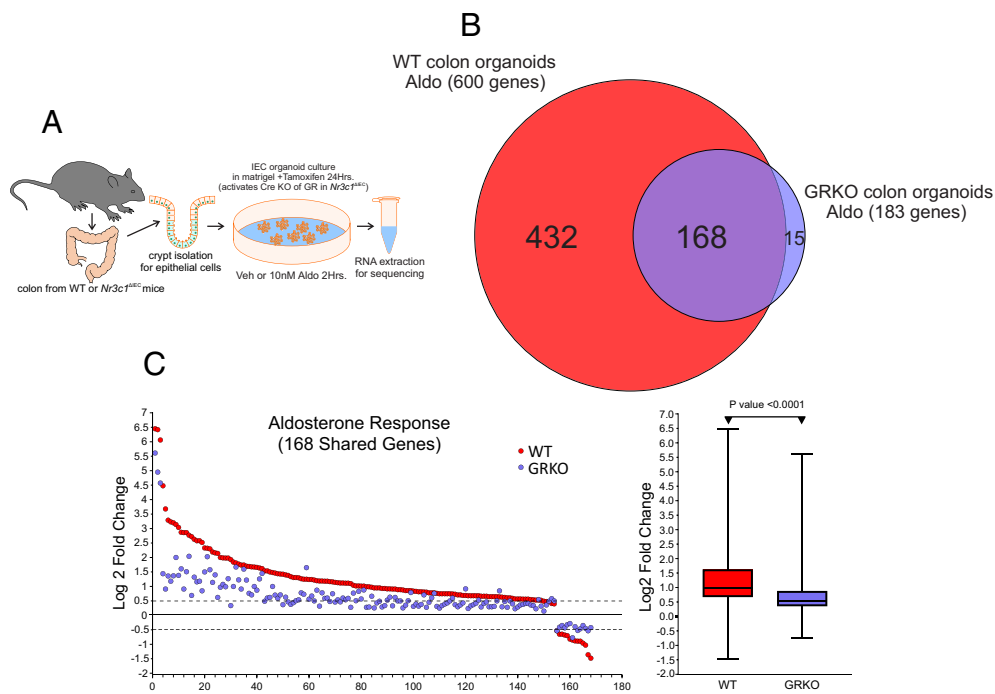 A
colon from WT or Nr3c1ΔIEC mice
crypt isolation
for epithelial cells
IEC organoid culture
in matrigel +Tamoxifen 24Hrs.
(activates Cre KO of GR in Nr3c1ΔIEC)
Veh or 10nM Aldo 2Hrs.
RNA extraction
for sequencing
B
WT colon organoids
Aldo (600 genes)
GRKO colon organoids
Aldo (183 genes)
432
168
15
C
Aldosterone Response
(168 Shared Genes)
WT
GRKO
Log 2 Fold Change
7
6.5
6
5.5
5
4.5
4
3.5
3
2.5
2
1.5
1
0.5
0
-0.5
-1
-1.5
-2
0 20 40 60 80 100 120 140 160 180
P value <0.0001
Log2 Fold Change
7.0
6.5
6.0
5.5
5.0
4.5
4.0
3.5
3.0
2.5
2.0
1.5
1.0
0.5
0.0
-0.5
-1.0
-1.5
-2.0
WT GRKO